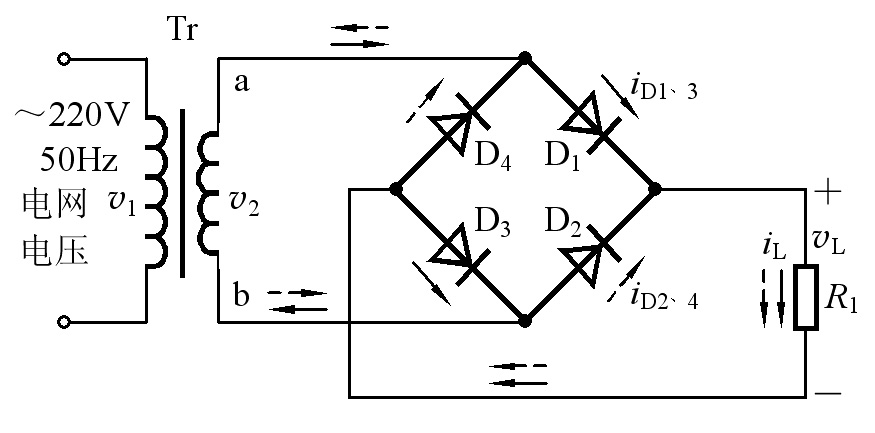 Tr
a
～220V
50Hz
电网
电压
v1
v2
b
D4
D1
D3
D2
iD1、3
iD2、4
+
iL
vL
R1
—